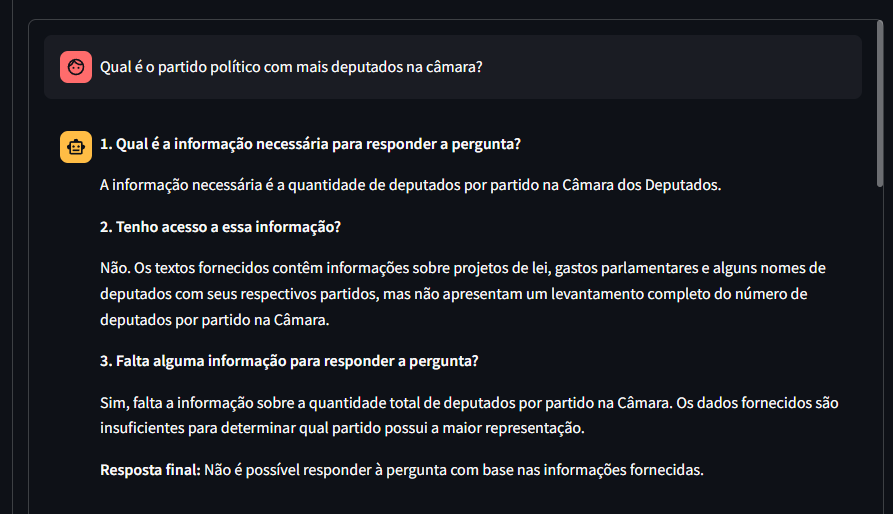 Qual é o partido político com mais deputados na câmara?
1. Qual é a informação necessária para responder a pergunta?
A informação necessária é a quantidade de deputados por partido na Câmara dos Deputados.
2. Tenho acesso a essa informação?
Não. Os textos fornecidos contêm informações sobre projetos de lei, gastos parlamentares e alguns nomes de
deputados com seus respectivos partidos, mas não apresentam um levantamento completo do número de
deputados por partido na Câmara.
3. Falta alguma informação para responder a pergunta?
Sim, falta a informação sobre a quantidade total de deputados por partido na Câmara. Os dados fornecidos são
insuficientes para determinar qual partido possui a maior representação.
Resposta final: Não é possível responder à pergunta com base nas informações fornecidas.